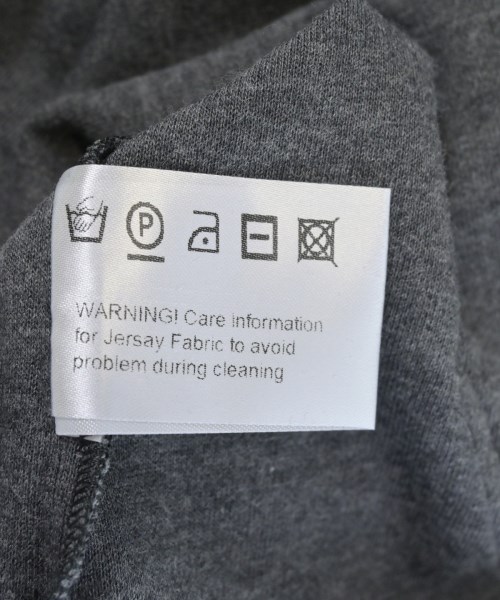 P
WARNING! Care information
for Jersay Fabric to avoid
problem during cleaning